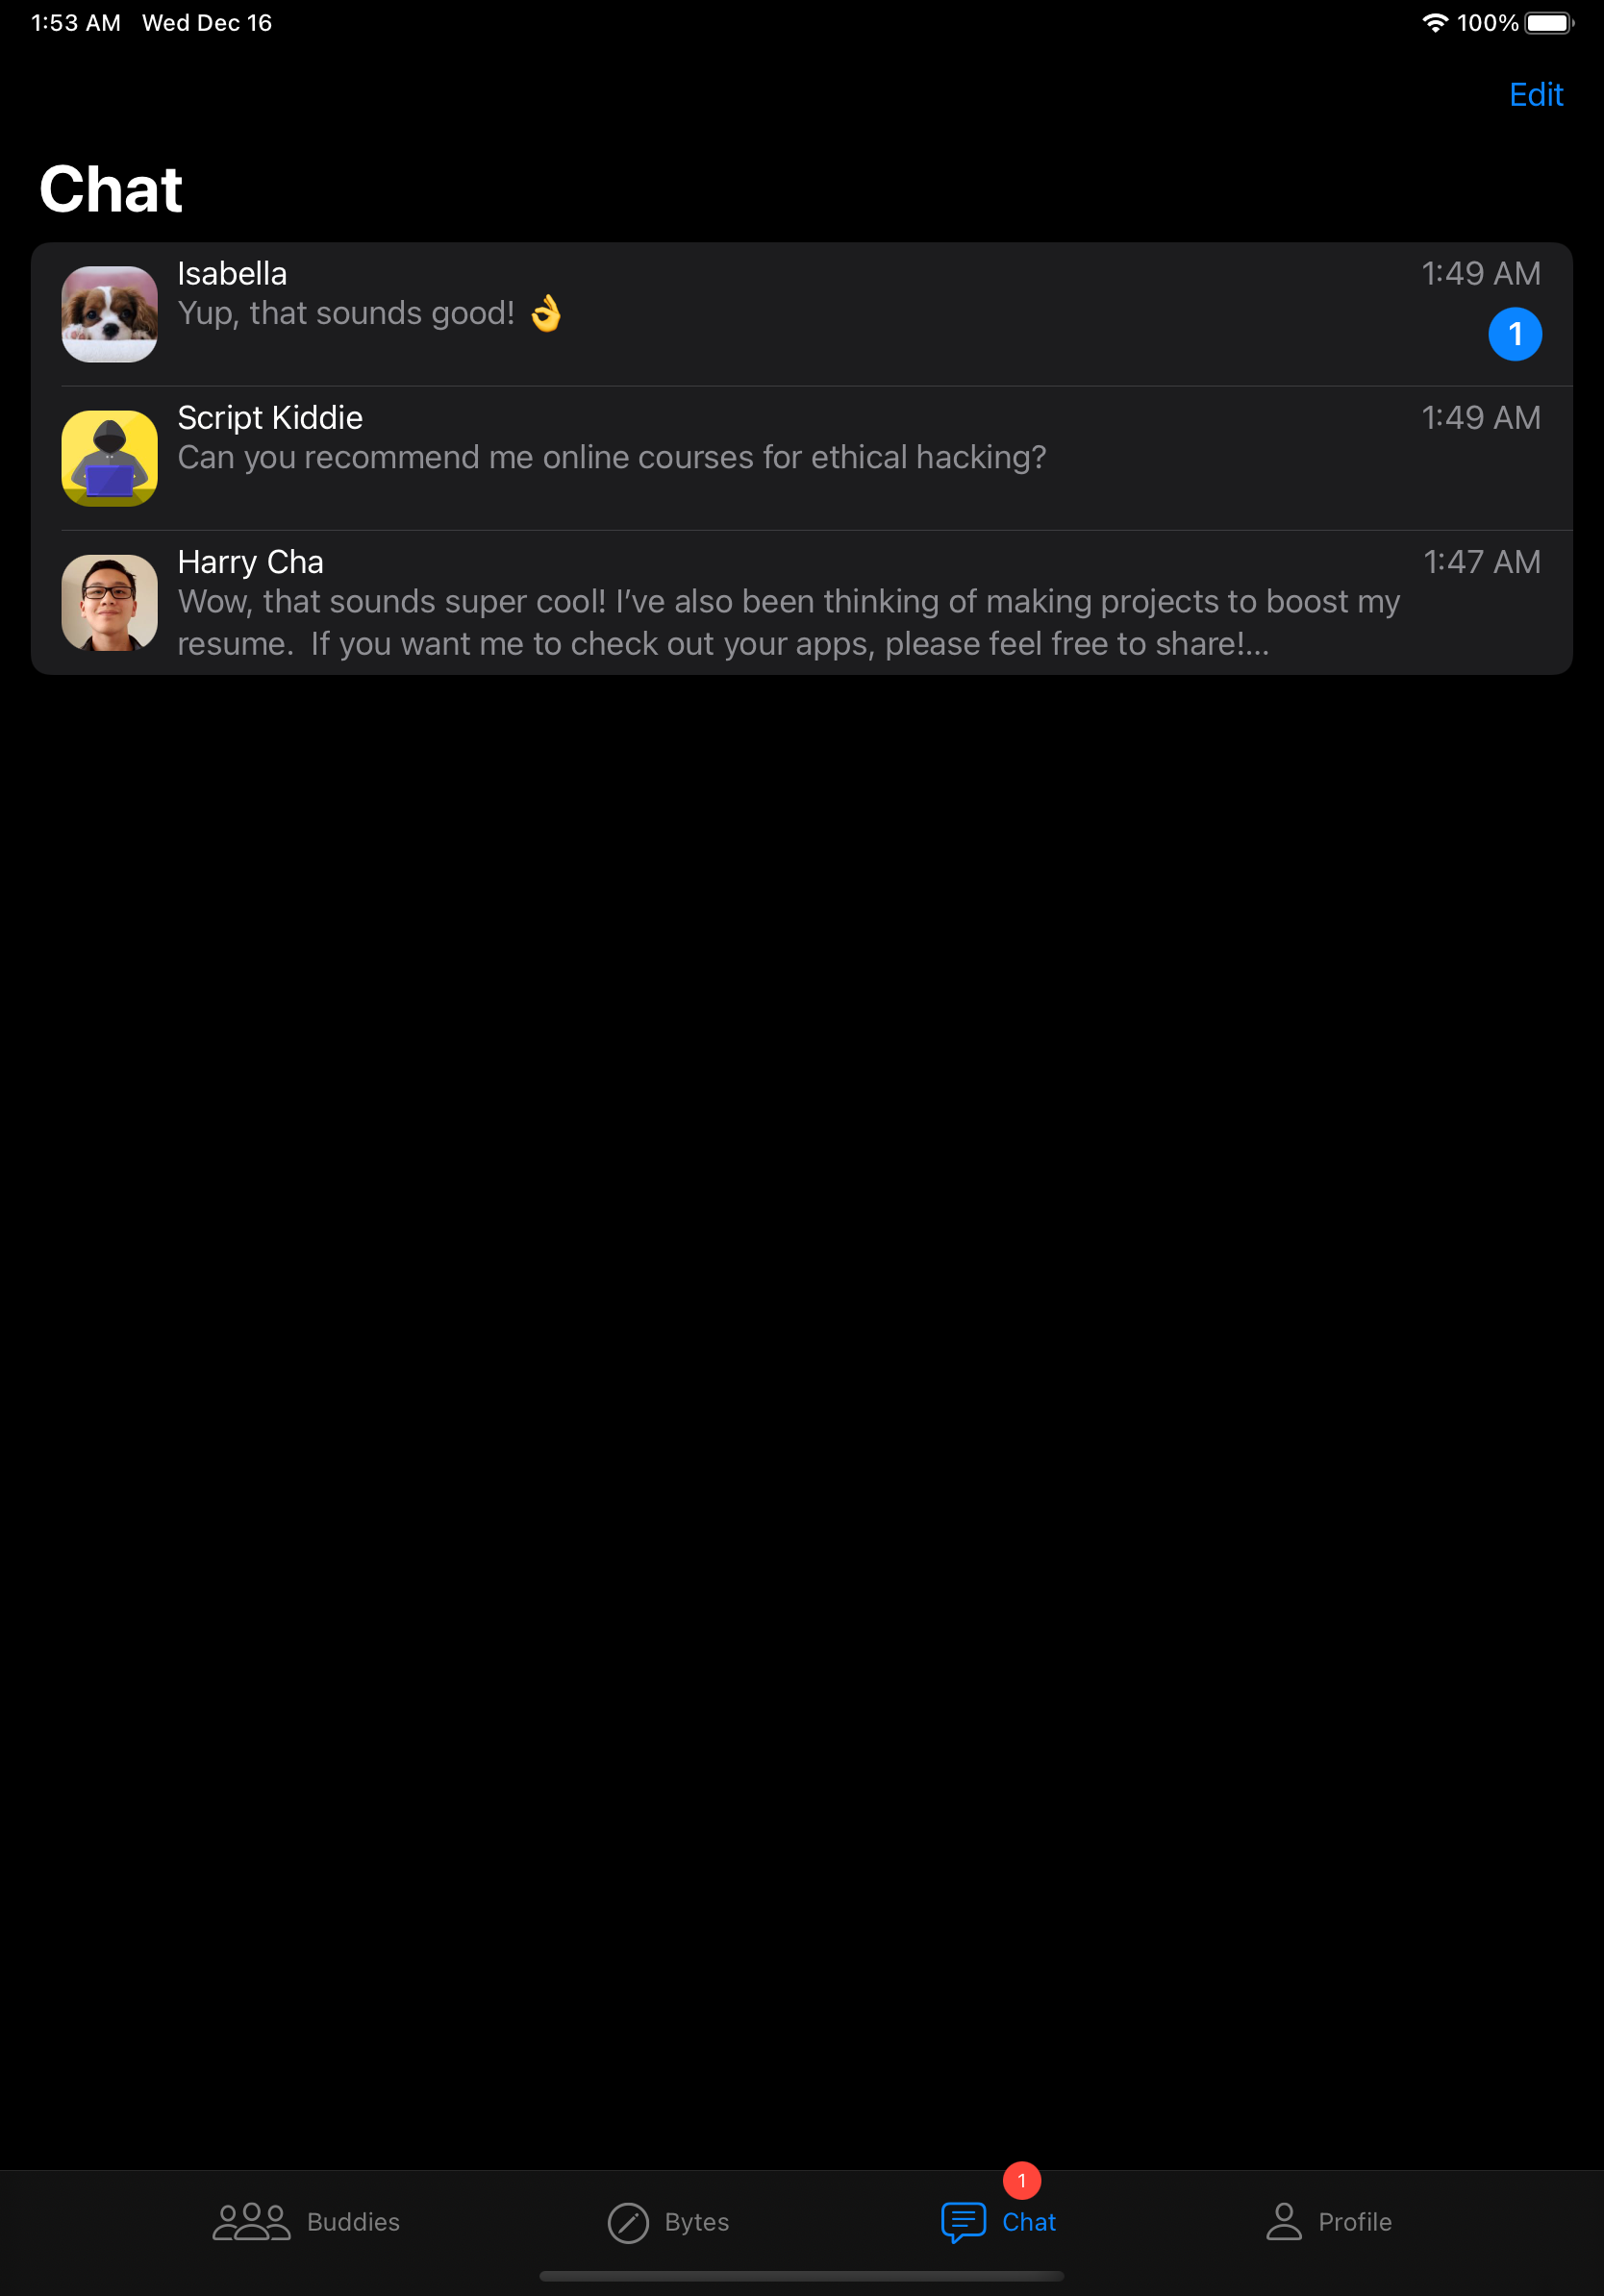 1:53 AM Wed Dec 16 100%
Edit
Chat
Isabella 1:49 AM
Yup, that sounds good! 👌
1
Script Kiddie 1:49 AM
Can you recommend me online courses for ethical hacking?
Harry Cha 1:47 AM
Wow, that sounds super cool! I’ve also been thinking of making projects to boost my
resume.  If you want me to check out your apps, please feel free to share!...
1
Buddies Bytes Chat Profile